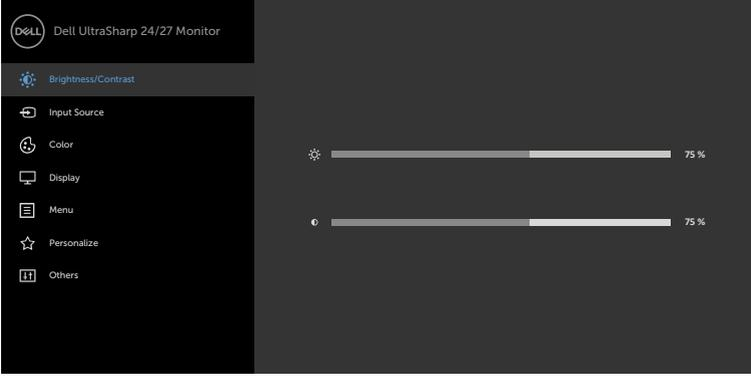 DELL Dell UltraSharp 24/27 Monitor
Brightness/Contrast
Input Source
Color
75 %
Display
Menu
75 %
Personalize
Others